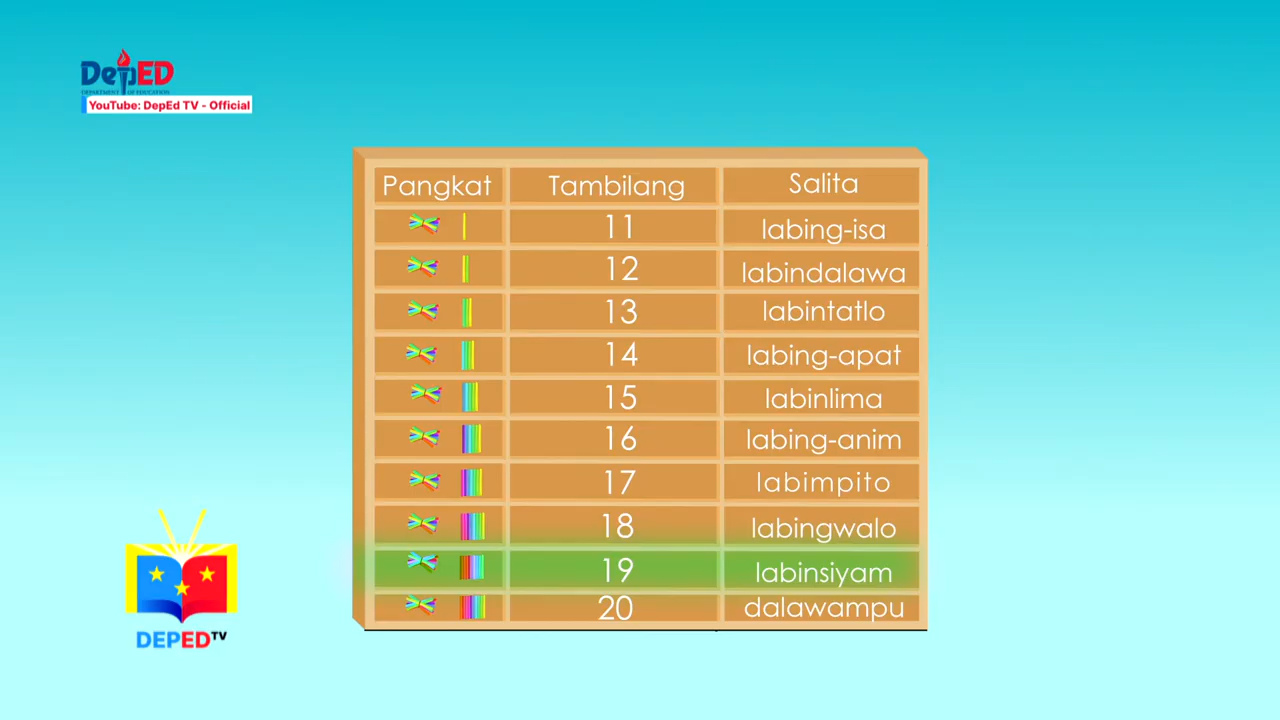 DepED
DEPARTMENT OF EDUCATION
YouTube: DepEd TV - Official
Pangkat Tambilang Salita
11 labing-isa
12 labindalawa
13 labintatlo
14 labing-apat
15 labinlima
16 labing-anim
17 labimpito
18 labingwalo
19 labinsiyam
20 dalawampu
DEPED TV